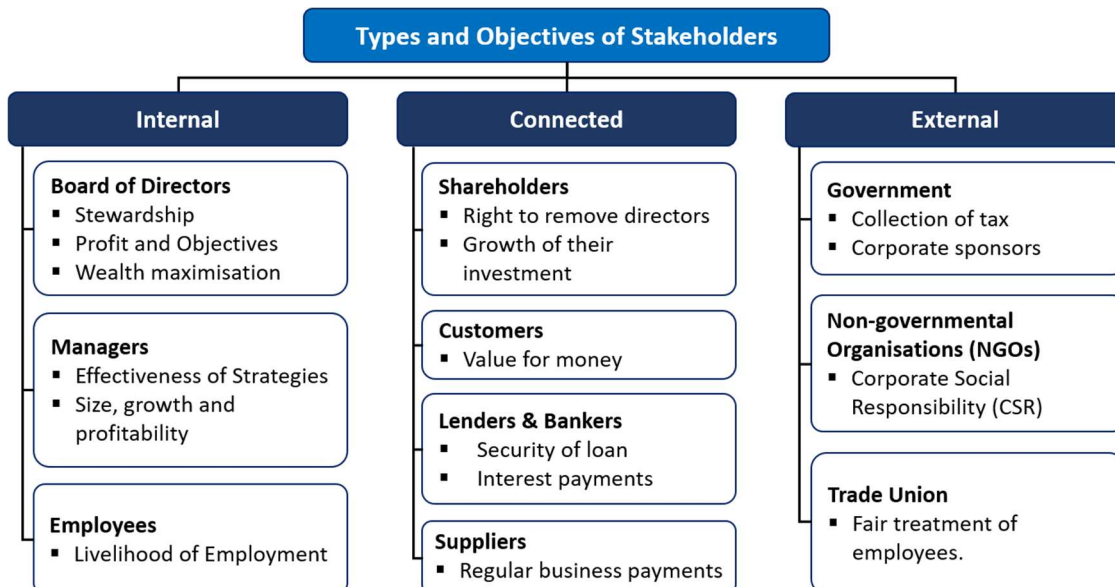 Types and Objectives of Stakeholders
Internal
Board of Directors
▪ Stewardship
▪ Profit and Objectives
▪ Wealth maximisation
Managers
▪ Effectiveness of Strategies
▪ Size, growth and
profitability
Employees
▪ Livelihood of Employment
Connected
Shareholders
▪ Right to remove directors
▪ Growth of their
investment
Customers
▪ Value for money
Lenders & Bankers
▪ Security of loan
▪ Interest payments
Suppliers
▪ Regular business payments
External
Government
▪ Collection of tax
▪ Corporate sponsors
Non-governmental
Organisations (NGOs)
▪ Corporate Social
Responsibility (CSR)
Trade Union
▪ Fair treatment of
employees.